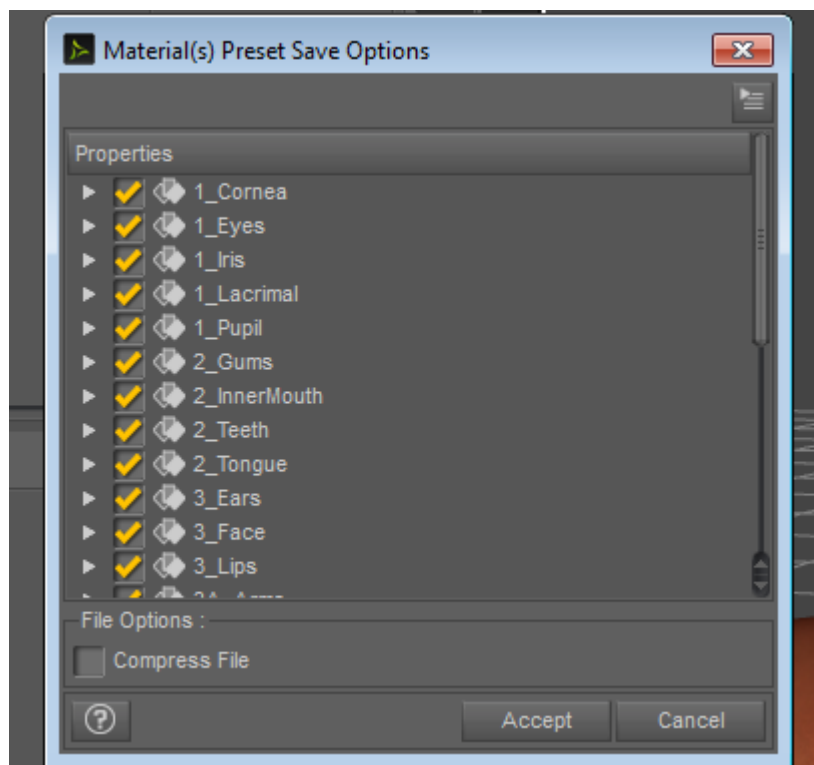 Material(s) Preset Save Options
Properties
1_Cornea
1_Eyes
1_Iris
1_Lacrimal
1_Pupil
2_Gums
2_InnerMouth
2_Teeth
2_Tongue
3_Ears
3_Face
3_Lips
File Options :
Compress File
Accept Cancel